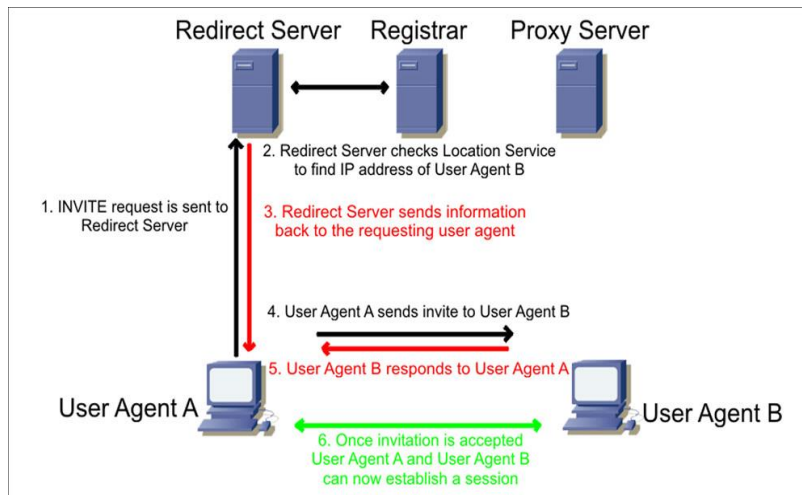 Redirect Server
Registrar
Proxy Server
2. Redirect Server checks Location Service
to find IP address of User Agent B
1. INVITE request is sent to
Redirect Server
3. Redirect Server sends information
back to the requesting user agent
4. User Agent A sends invite to User Agent B
5. User Agent B responds to User Agent A
User Agent A
User Agent B
6. Once invitation is accepted
User Agent A and User Agent B
can now establish a session